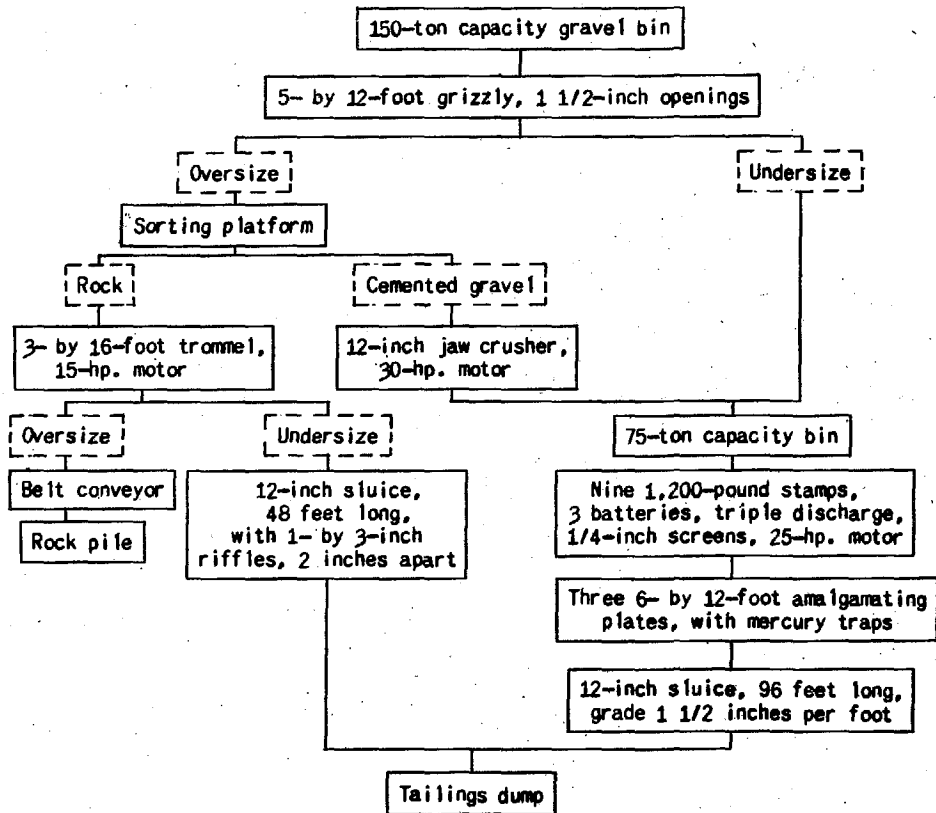 150-ton capacity gravel bin
5- by 12-foot grizzly, 1 1/2-inch openings
Oversize
Undersize
Sorting platform
Rock
Cemented gravel
3- by 16-foot trommel,
15-hp. motor
12-inch jaw crusher,
30-hp. motor
Oversize
Undersize
75-ton capacity bin
Belt conveyor
Rock pile
12-inch sluice,
48 feet long,
with 1- by 3-inch
riffles, 2 inches apart
Nine 1,200-pound stamps,
3 batteries, triple discharge,
1/4-inch screens, 25-hp. motor
Three 6- by 12-foot amalgamating
plates, with mercury traps
12-inch sluice, 96 feet long,
grade 1 1/2 inches per foot
Tailings dump